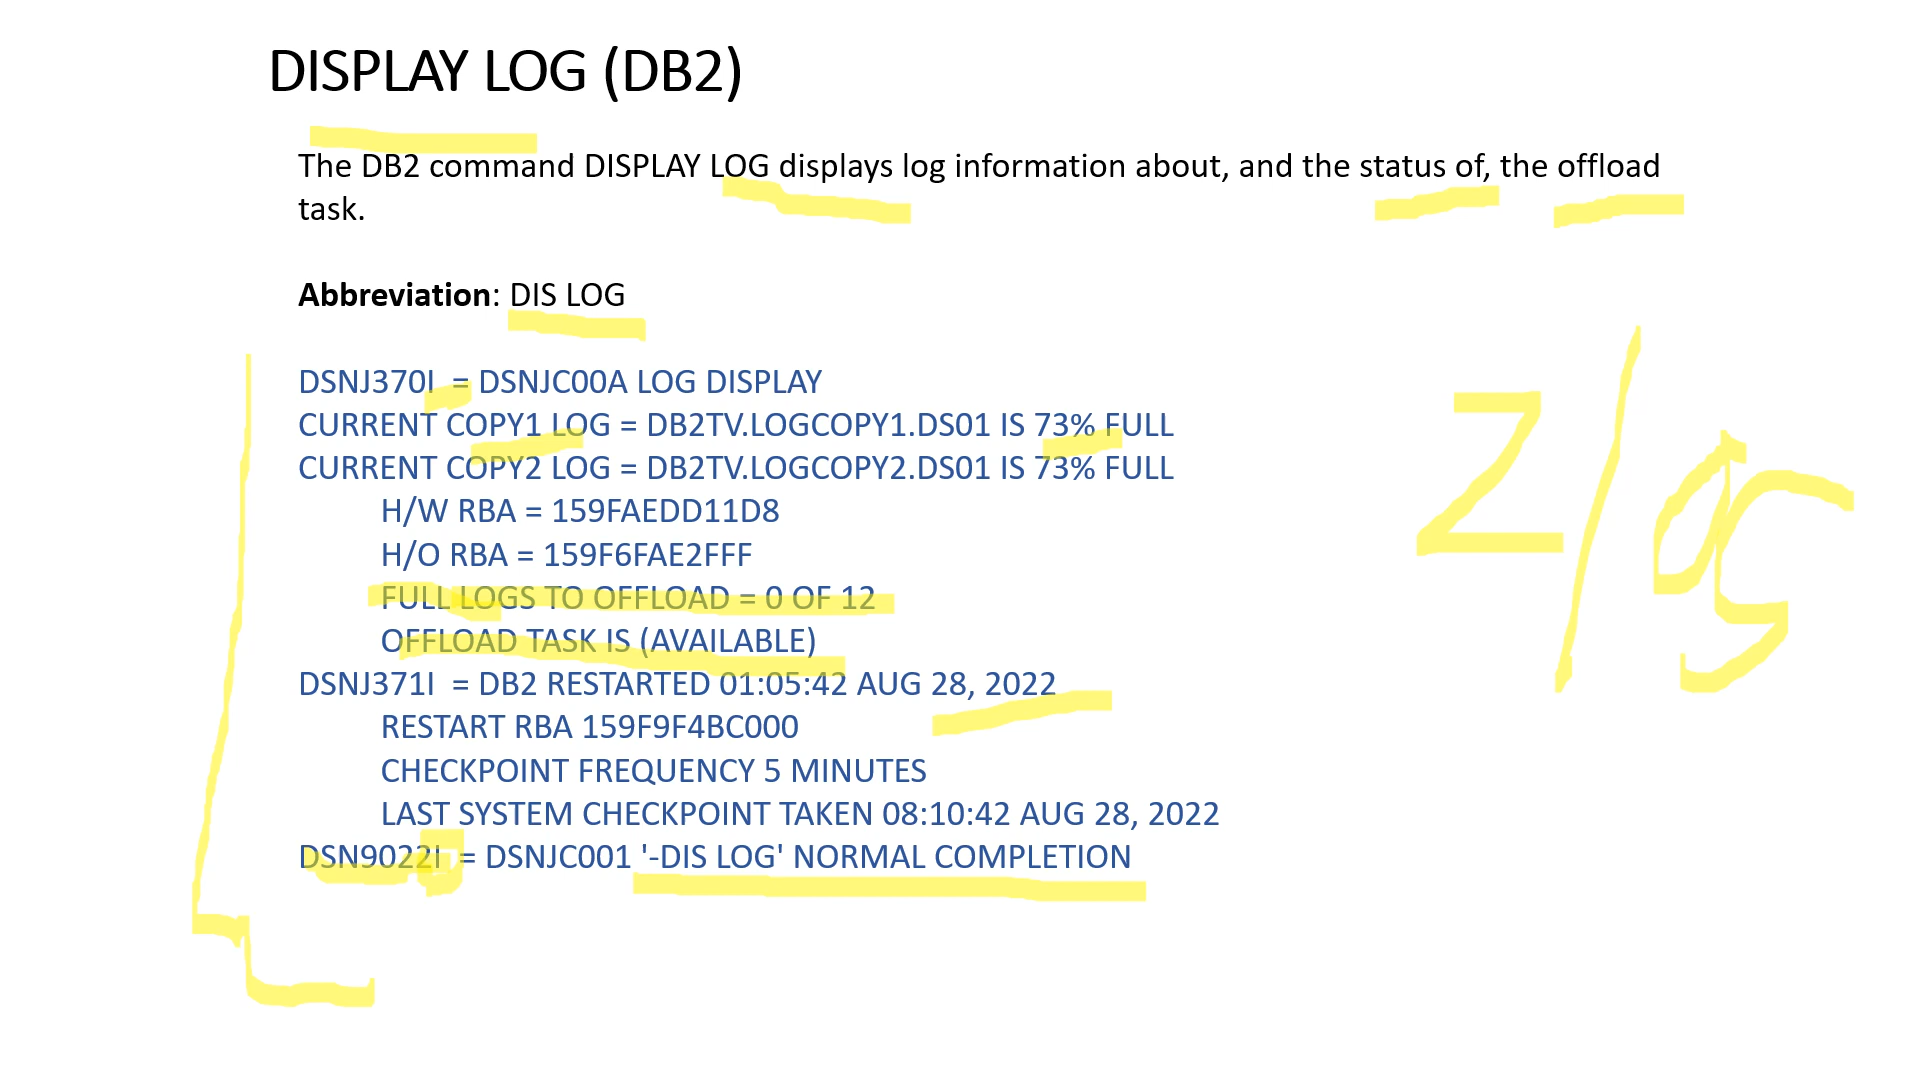 DISPLAY LOG (DB2)
The DB2 command DISPLAY LOG displays log information about, and the status of, the offload
task.
Abbreviation: DIS LOG
DSNJ370I = DSNJC00A LOG DISPLAY
CURRENT COPY1 LOG = DB2TV.LOGCOPY1.DS01 IS 73% FULL
CURRENT COPY2 LOG = DB2TV.LOGCOPY2.DS01 IS 73% FULL
H/W RBA = 159FAEDD11D8
H/O RBA = 159F6FAE2FFF
FULL LOGS TO OFFLOAD = 0 OF 12
OFFLOAD TASK IS (AVAILABLE)
DSNJ371I = DB2 RESTARTED 01:05:42 AUG 28, 2022
RESTART RBA 159F9F4BC000
CHECKPOINT FREQUENCY 5 MINUTES
LAST SYSTEM CHECKPOINT TAKEN 08:10:42 AUG 28, 2022
DSN9022I = DSNJC001 '-DIS LOG' NORMAL COMPLETION
Z/os